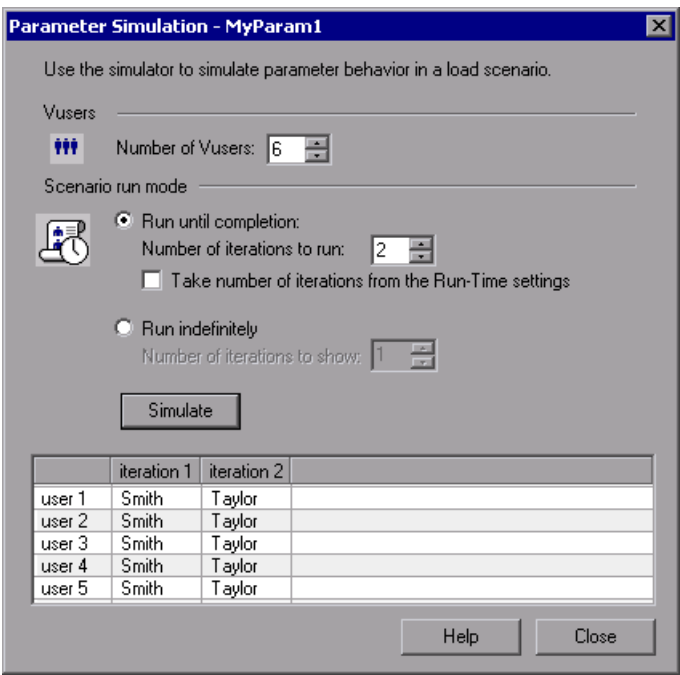 Parameter Simulation - MyParam1
Use the simulator to simulate parameter behavior in a load scenario.
Vusers
Number of Vusers: 6
Scenario run mode
Run until completion:
Number of iterations to run: 2
Take number of iterations from the Run-Time settings
Run indefinitely
Number of iterations to show: 1
Simulate
iteration 1 iteration 2
user 1 Smith Taylor
user 2 Smith Taylor
user 3 Smith Taylor
user 4 Smith Taylor
user 5 Smith Taylor
Help Close